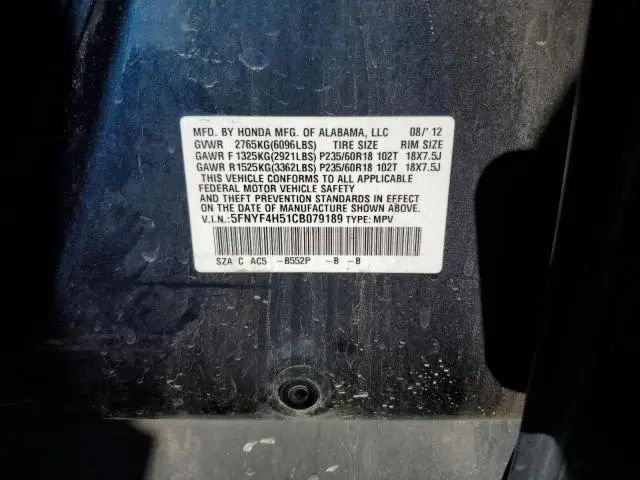 MFD. BY HONDA MFG. OF ALABAMA, LLC 08/'12
GVWR 2765KG(6096LBS) TIRE SIZE RIM SIZE
GAWR F 1325KG(2921LBS) P235/60R18 102T 18X7.5J
GAWR R1525KG(3362LBS) P235/60R18 102T 18X7.5J
THIS VEHICLE CONFORMS TO ALL APPLICABLE
FEDERAL MOTOR VEHICLE SAFETY
AND THEFT PREVENTION STANDARDS IN EFFECT
ON THE DATE OF MANUFACTURE SHOWN ABOVE.
V.I.N.:5FNYF4H51CB079189 TYPE: MPV
SZA C AC5 -B552P -B -B